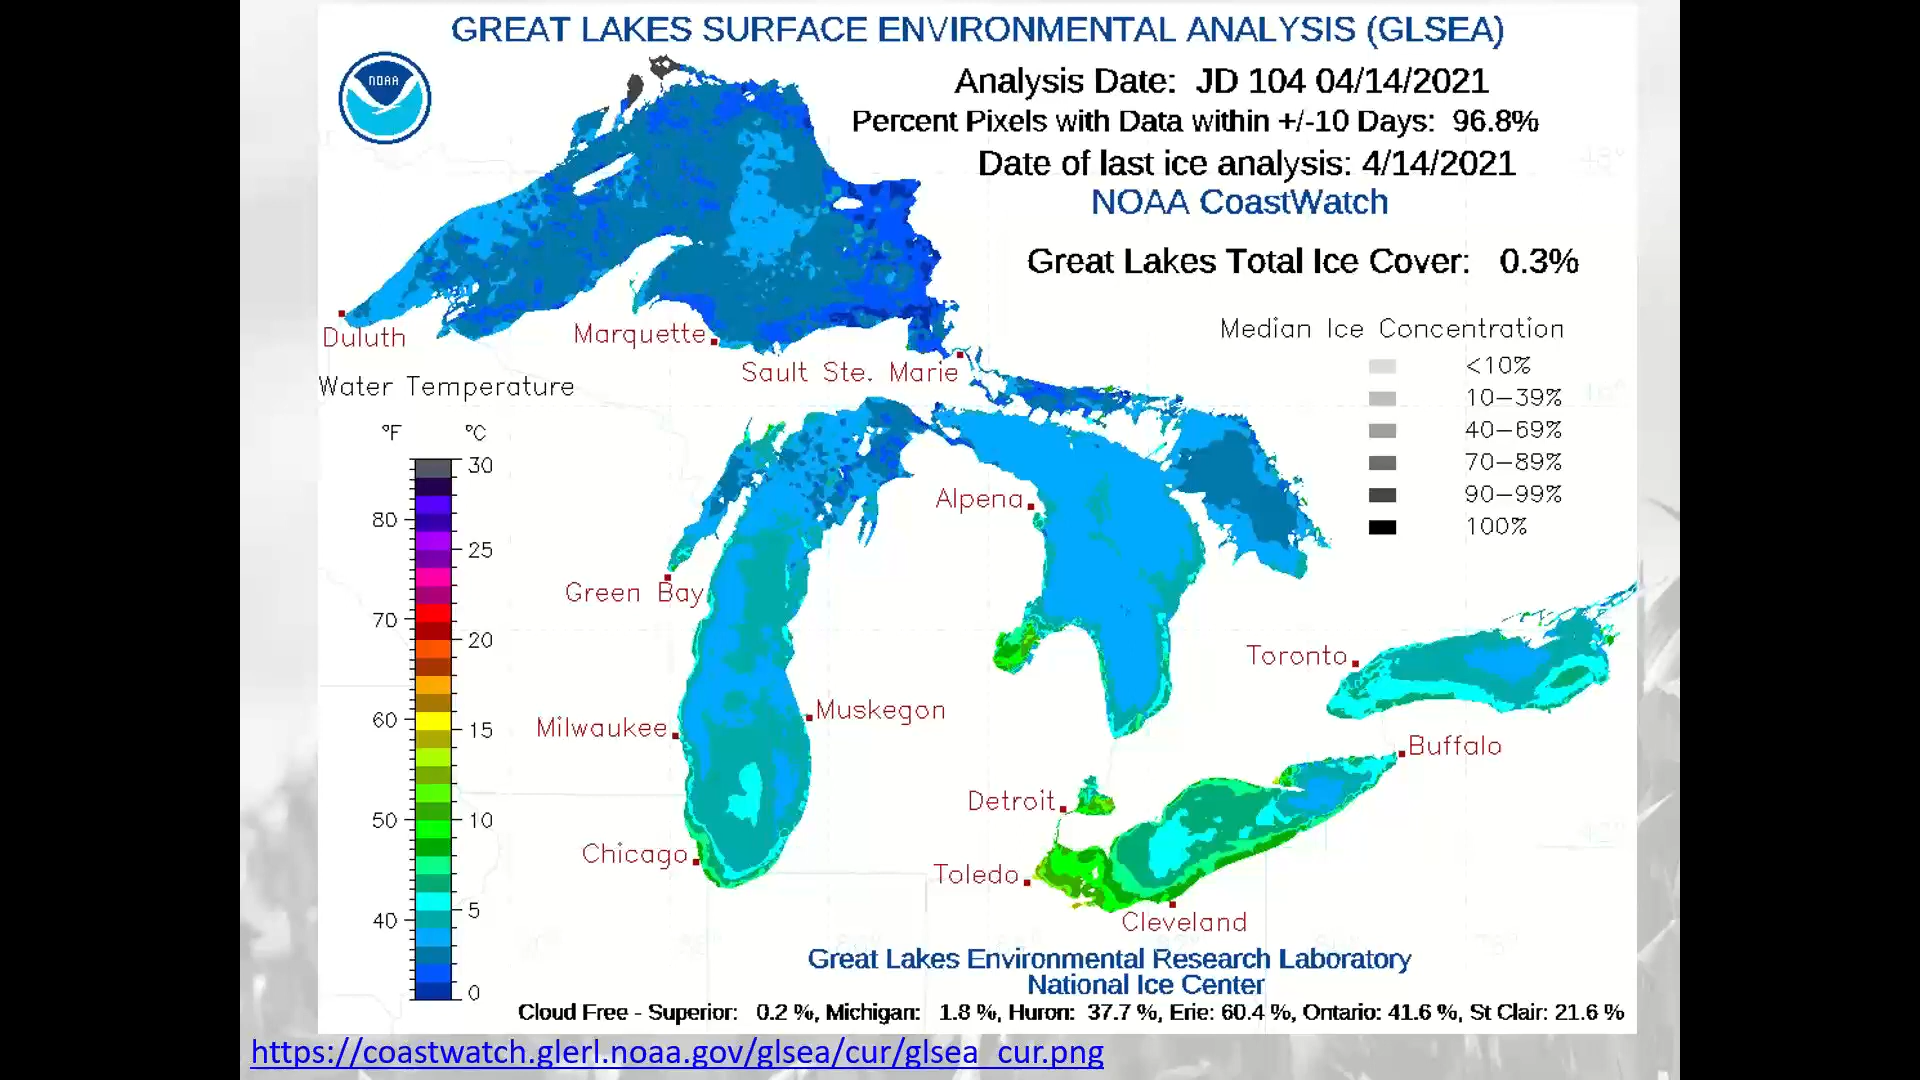 GREAT LAKES SURFACE ENVIRONMENTAL ANALYSIS (GLSEA)
NOAA
Analysis Date: JD 104 04/14/2021
Percent Pixels with Data within +/-10 Days: 96.8%
Date of last ice analysis: 4/14/2021
NOAA CoastWatch
Great Lakes Total Ice Cover: 0.3%
Median Ice Concentration
<10%
10-39%
40-69%
70-89%
90-99%
100%
Duluth
Marquette
Sault Ste. Marie
Water Temperature
°F °C
30
80
25
70
20
60
15
50
10
40
5
0
Alpena
Green Bay
Toronto
Muskegon
Milwaukee
Buffalo
Detroit
Chicago
Toledo
Cleveland
Great Lakes Environmental Research Laboratory
National Ice Center
Cloud Free - Superior: 0.2 %, Michigan: 1.8 %, Huron: 37.7 %, Erie: 60.4 %, Ontario: 41.6 %, St Clair: 21.6 %
https://coastwatch.glerl.noaa.gov/glsea/cur/glsea_cur.png